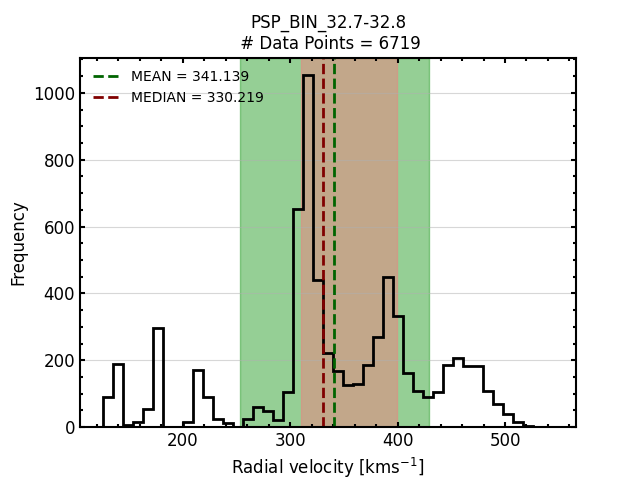 PSP_BIN_32.7-32.8
# Data Points = 6719
MEAN = 341.139
MEDIAN = 330.219
1000
800
600
400
200
0
Frequency
200
300
400
500
Radial velocity [kms⁻¹]